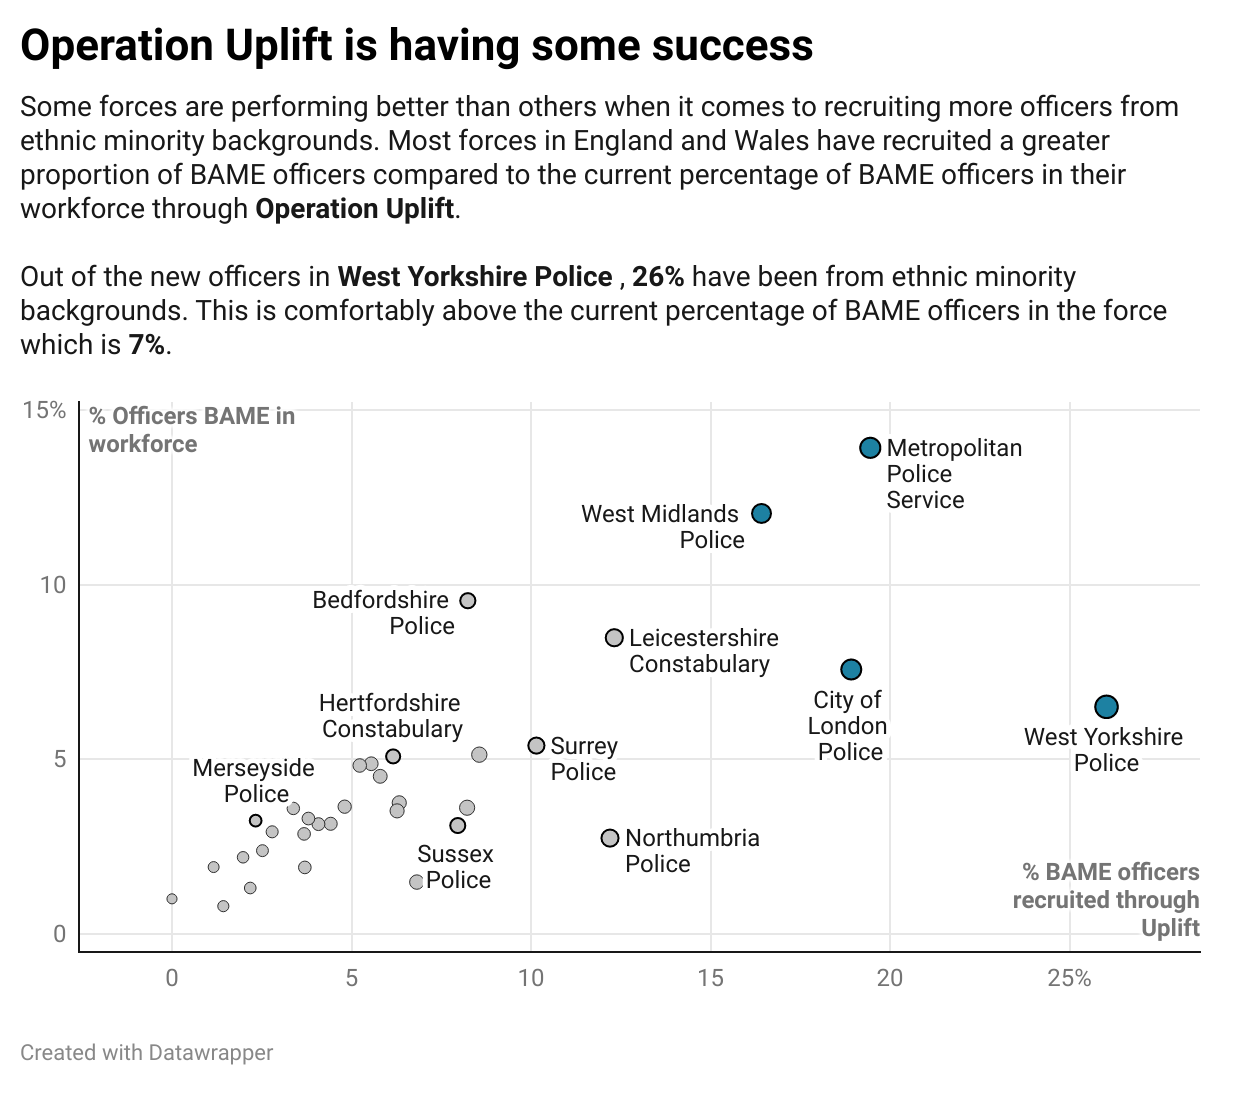 Operation Uplift is having some success
Some forces are performing better than others when it comes to recruiting more officers from
ethnic minority backgrounds. Most forces in England and Wales have recruited a greater
proportion of BAME officers compared to the current percentage of BAME officers in their
workforce through Operation Uplift.
Out of the new officers in West Yorkshire Police , 26% have been from ethnic minority
backgrounds. This is comfortably above the current percentage of BAME officers in the force
which is 7%.
15%
% Officers BAME in
workforce
Metropolitan
Police
Service
West Midlands
Police
10
Bedfordshire
Police
Leicestershire
Constabulary
City of
London
Police
West Yorkshire
Police
Hertfordshire
Constabulary
Surrey
Police
5
Merseyside
Police
Sussex
Police
Northumbria
Police
% BAME officers
recruited through
Uplift
0
0
5
10
15
20
25%
Created with Datawrapper